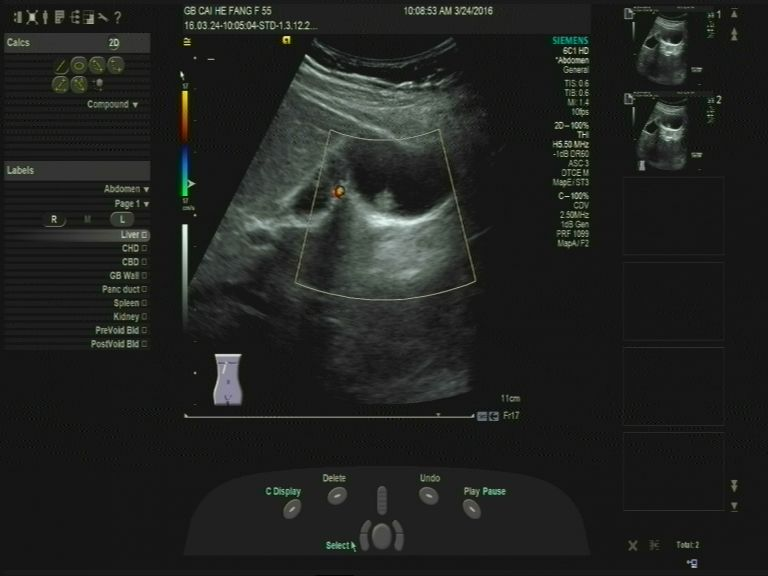 GB CAI HE FANG F 55
10:08:53 AM 3/24/2016
16.03.24-10:05:04-STD-1.3.12.2...
Calcs
2D
Compound
Labels
Abdomen
Page 1
R
M
L
Liver
CHD
CBD
GB Wall
Panc duct
Spleen
Kidney
PreVoid Bld
PostVoid Bld
57
57
cm/s
SIEMENS
6C1 HD
*Abdomen
General
TIS: 0.6
TIB: 0.6
MI: 1.4
10fps
2D-100%
THI
H5.50 MHz
-1dB DR60
ASC 3
DTCE M
MapE/ST3
C-100%
CDV
2.50MHz
1dB Gen
PRF 1099
MapA/F2
11cm
Fr17
C Display
Delete
Undo
Play Pause
Select
1
2
Total: 2